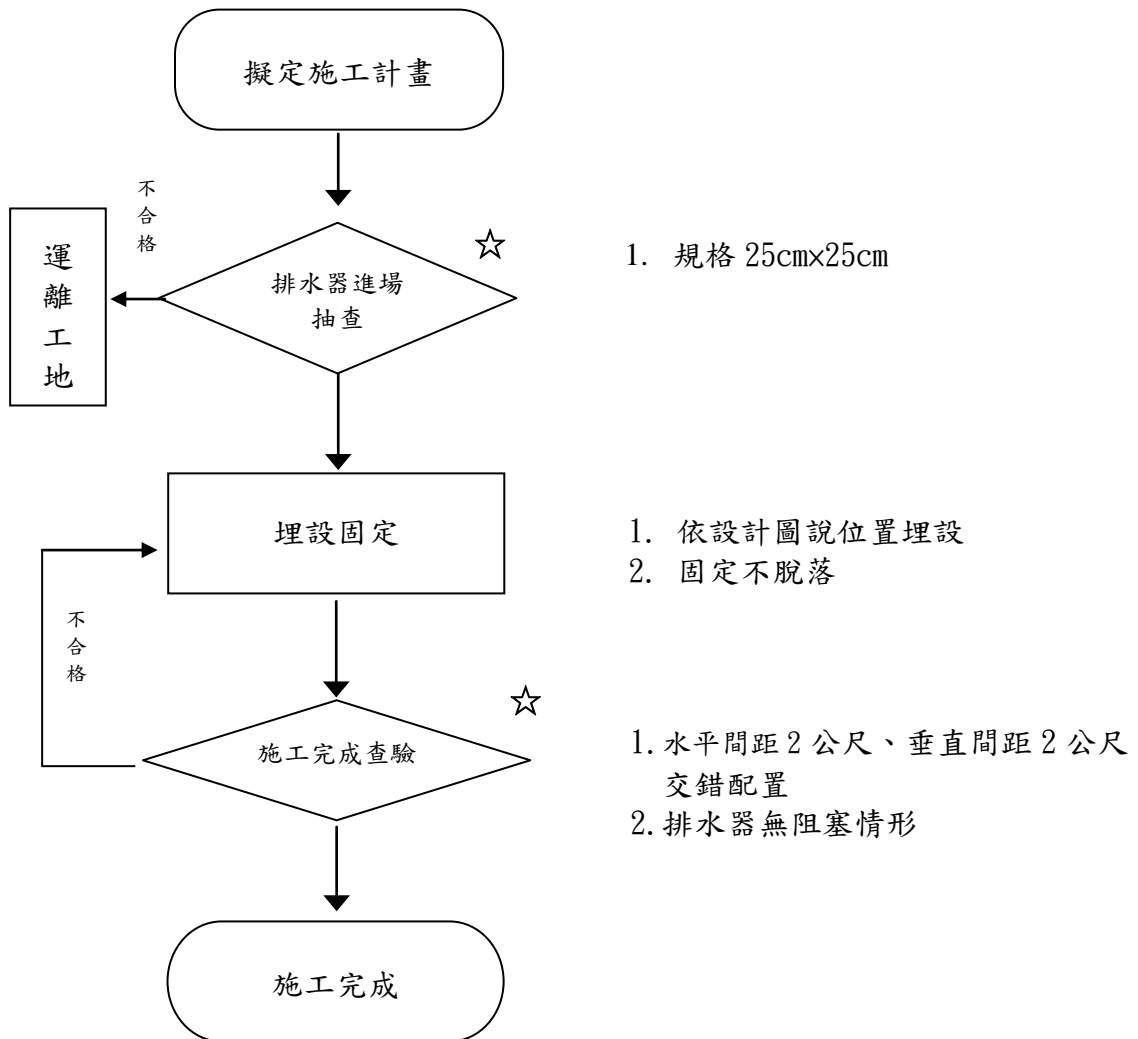 擬定施工計畫
不合格
運離工地
排水器進場
抽查
☆
1. 規格 25cm×25cm
埋設固定
1. 依設計圖說位置埋設
2. 固定不脫落
不合格
☆
施工完成查驗
1.水平間距 2 公尺、垂直間距 2 公尺
交錯配置
2.排水器無阻塞情形
施工完成